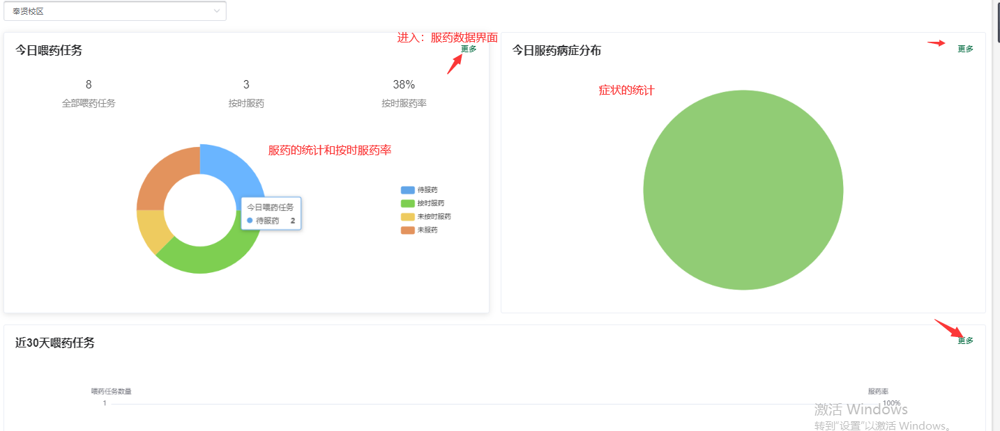 奉贤校区
进入：服药数据界面
今日喂药任务
更多
今日服药病症分布
更多
8
3
38%
全部喂药任务
按时服药
按时服药率
症状的统计
服药的统计和按时服药率
待服药
按时服药
未按时服药
未服药
今日喂药任务
待服药 2
近30天喂药任务
更多
喂药任务数量
服药率
1
100%
激活 Windows
转到“设置”以激活 Windows。